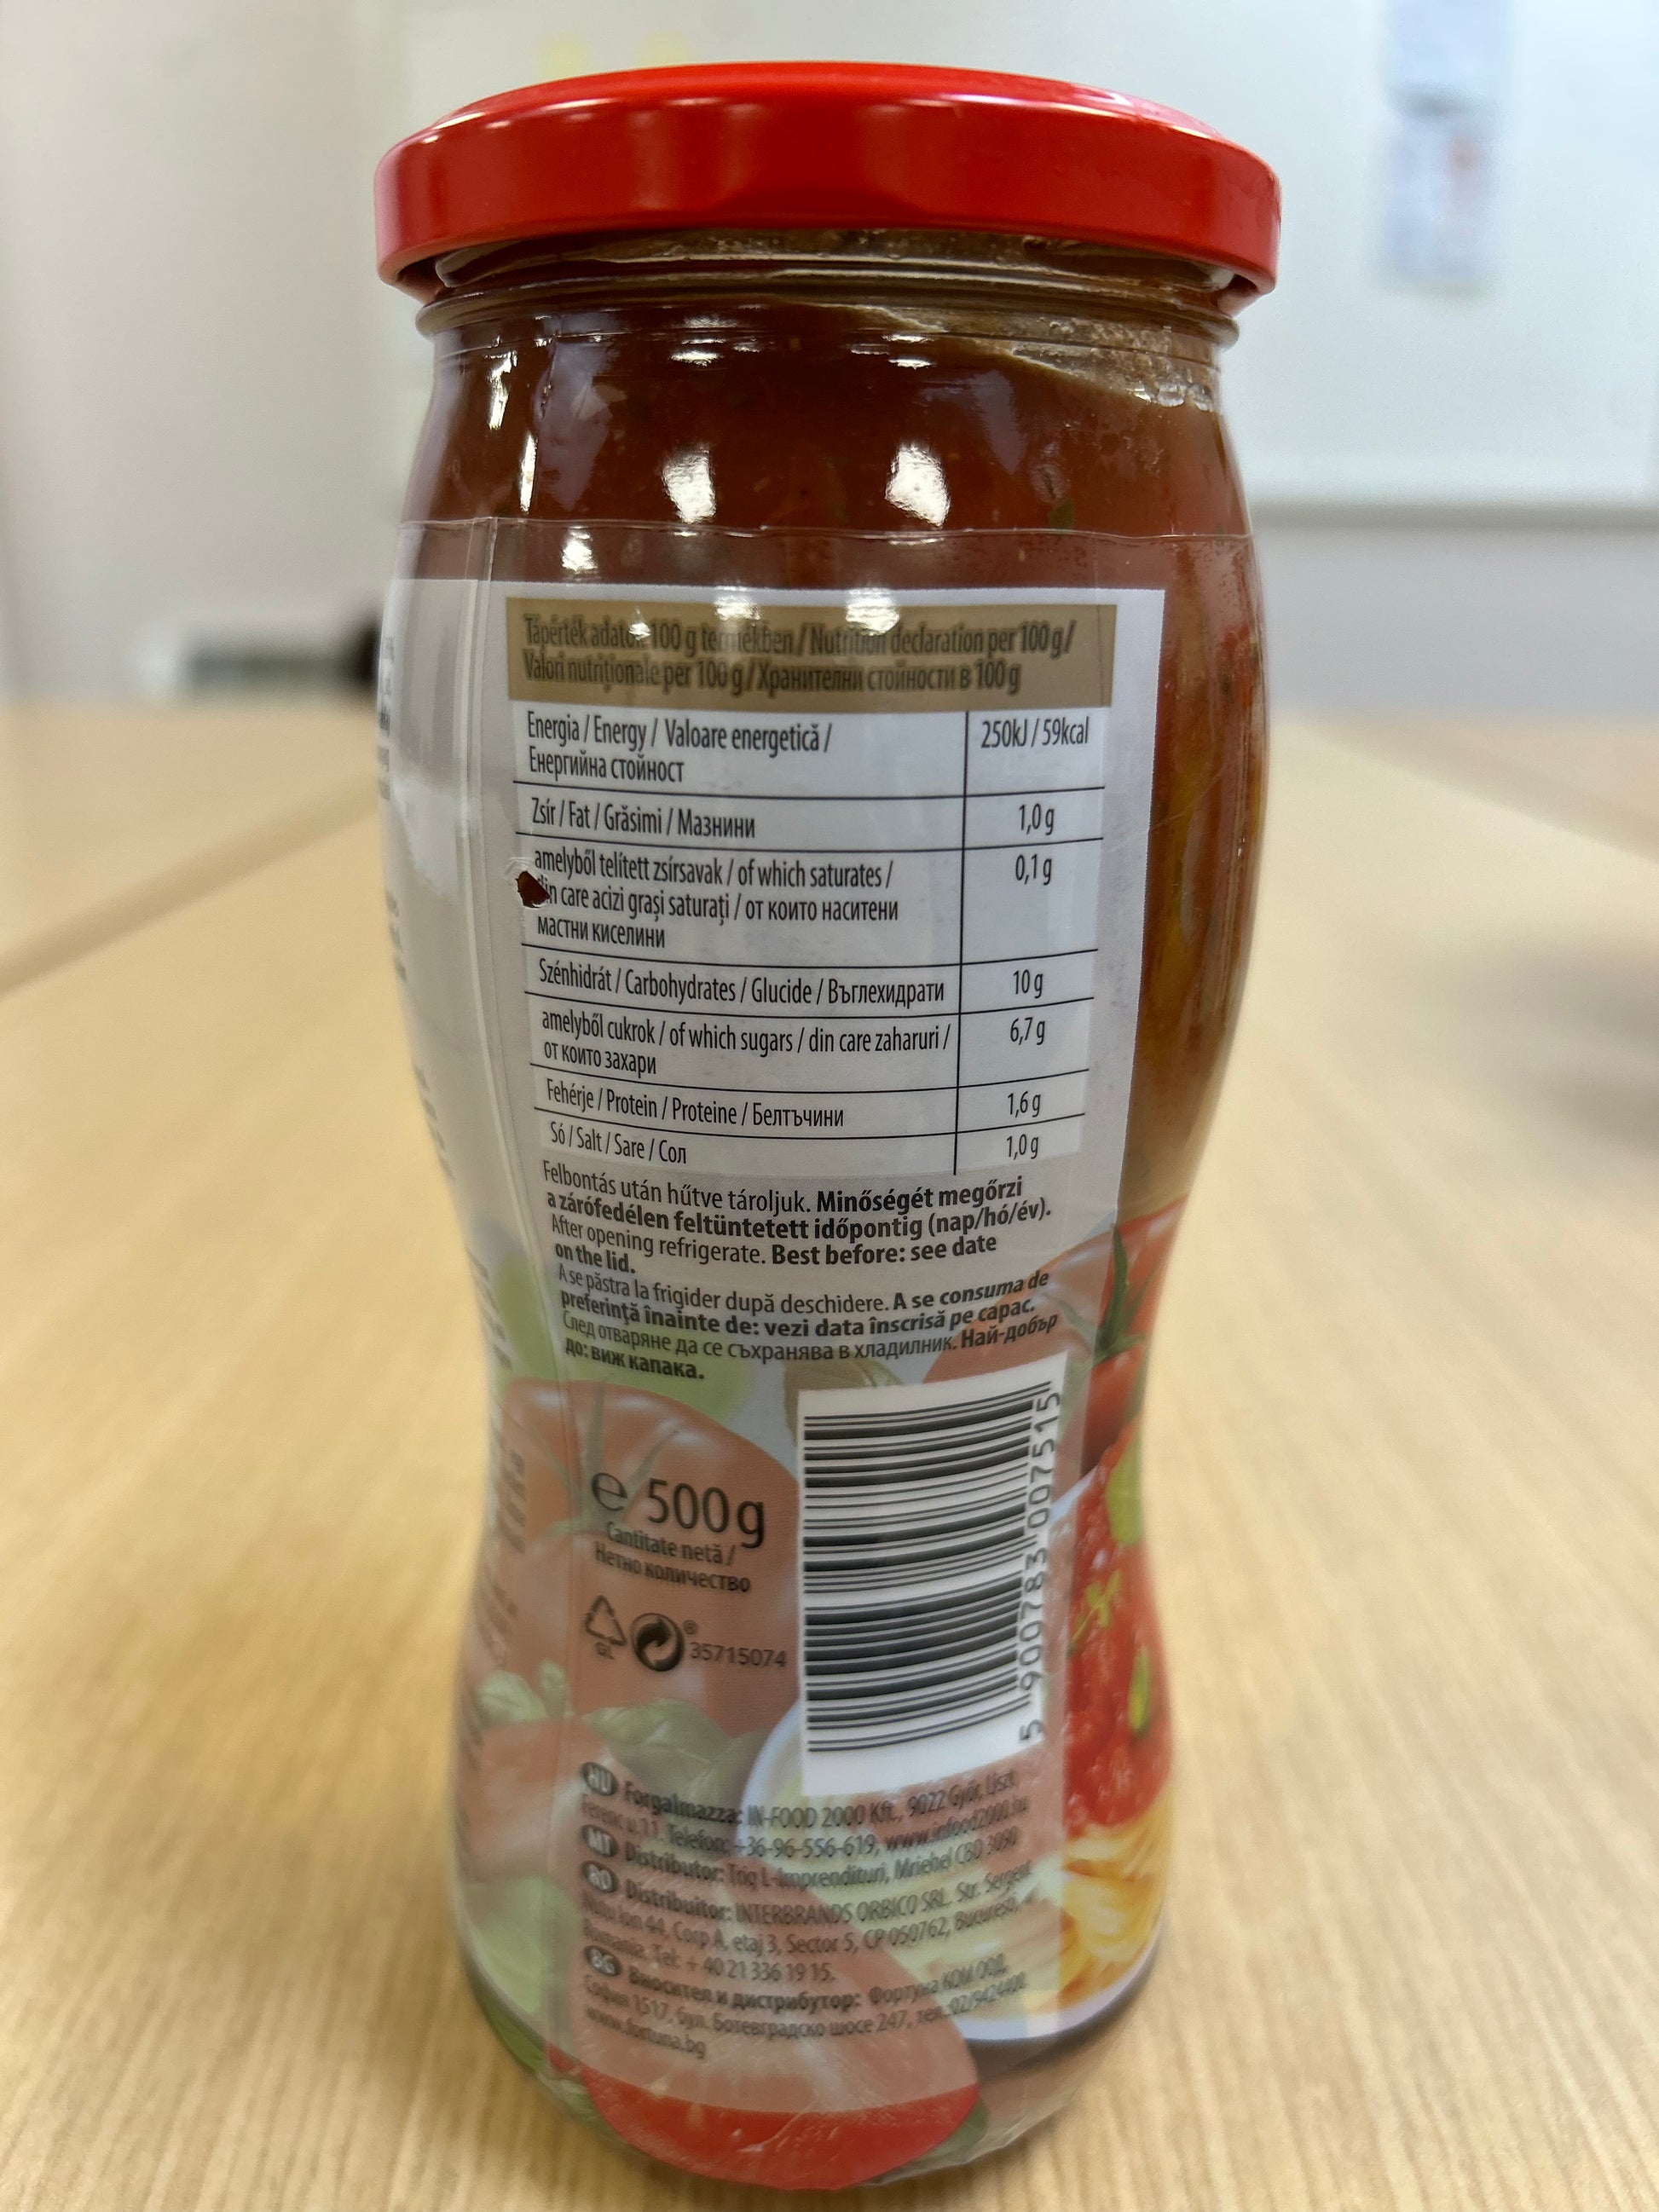 Tápérték adatok 100 g termékben / Nutrition declaration per 100 g /
Valori nutriționale per 100 g / Хранителни стойности в 100 g
Energia / Energy / Valoare energetică /
Енергийна стойност
250kJ / 59kcal
Zsír / Fat / Grăsimi / Мазнини
1,0 g
amelyből telített zsírsavak / of which saturates /
din care acizi grași saturați / от които наситени
мастни киселини
0,1 g
Szénhidrát / Carbohydrates / Glucide / Въглехидрати
10 g
amelyből cukrok / of which sugars / din care zaharuri /
от които захари
6,7 g
Fehérje / Protein / Proteine / Белтъчини
1,6 g
Só / Salt / Sare / Сол
1,0 g
Felbontás után hűtve tároljuk. Minőségét megőrzi
a zárófedélen feltüntetett időpontig (nap/hó/év).
After opening refrigerate. Best before: see date
on the lid.
A se păstra la frigider după deschidere. A se consuma de
preferință înainte de: vezi data înscrisă pe capac.
След отваряне да се съхранява в хладилник. Най-добър
до: виж капака.
e 500g
Cantitate netă /
Нетно количество
GL
® 35715074
5 900783 007515
HU Forgalmazza: IN-FOOD 2000 Kft., 9022 Győr, Liszt
Ferenc u. 11. Telefon: +36-96-556-619, www.infood2000.hu
MT Distributor: Triq L-Imprendituri, Mriehel CBD 3090
RO Distribuitor: INTERBRANDS ORBICO SRL. Str. Sergent
Nuțu Ion 44, Corp A, etaj 3, Sector 5, CP 050762, București,
Romania, Tel: + 40 21 336 19 15.
BG Вносител и дистрибутор: Фортуна КОМ ООД,
София 1517, бул. Ботевградско шосе 247, тел.:02/9424400
www.fortuna.bg